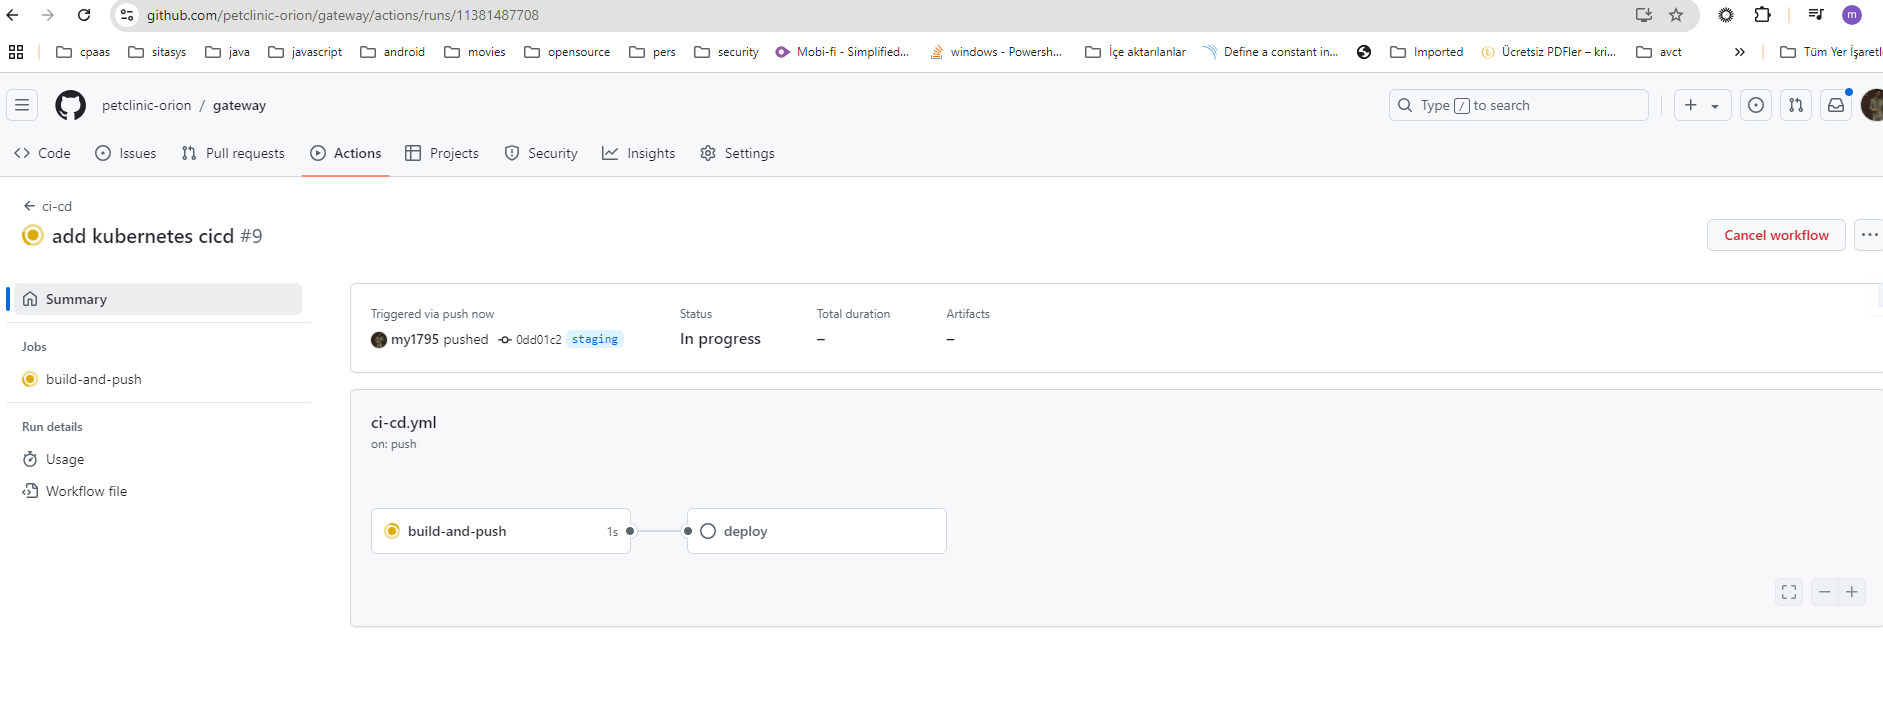 github.com/petclinic-orion/gateway/actions/runs/11381487708
m
cpaas sitasys java javascript android movies opensource pers security Mobi-fi - Simplified... windows - Powersh... İçe aktarılanlar Define a constant in... Imported Ücretsiz PDFler – kri... avct » Tüm Yer İşaretle
petclinic-orion / gateway
Type / to search
Code Issues Pull requests Actions Projects Security Insights Settings
ci-cd
add kubernetes cicd #9
Cancel workflow
Summary
Jobs
build-and-push
Run details
Usage
Workflow file
Triggered via push now Status Total duration Artifacts
my1795 pushed 0dd01c2 staging In progress – –
ci-cd.yml
on: push
build-and-push 1s deploy